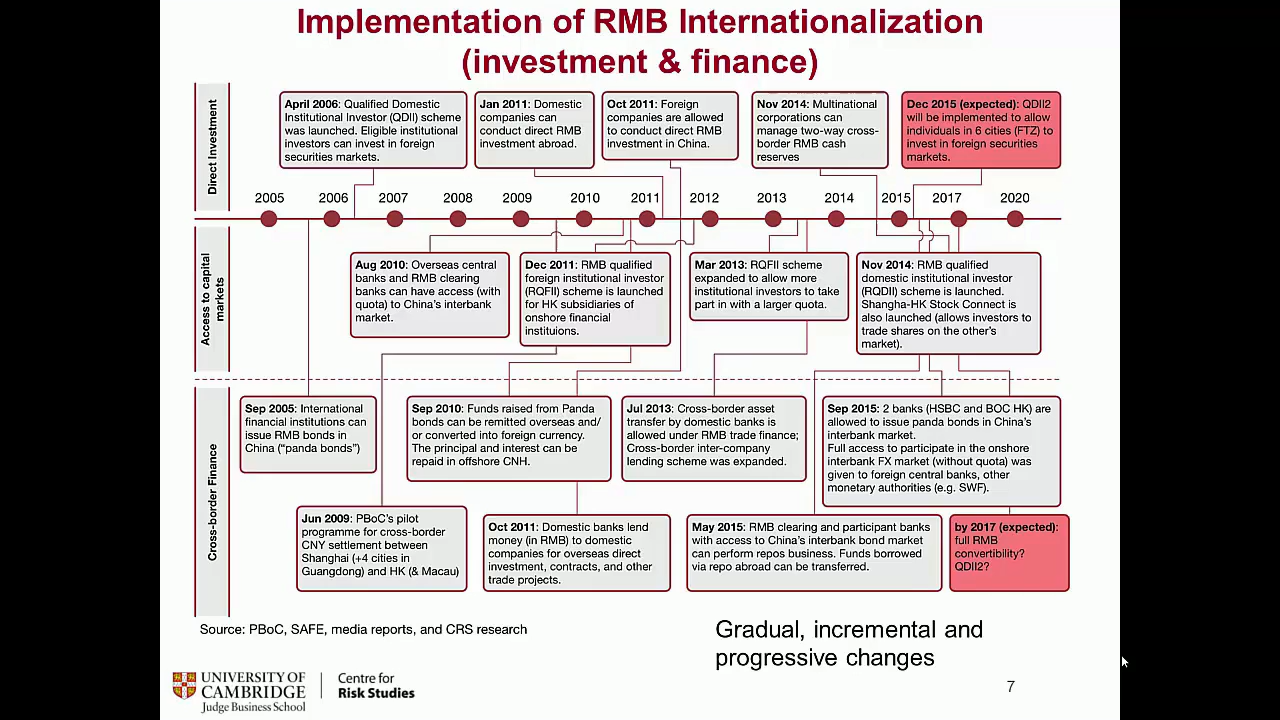 Implementation of RMB Internationalization
(investment & finance)
Direct Investment
April 2006: Qualified Domestic
Institutional Investor (QDII) scheme
was launched. Eligible institutional
investors can invest in foreign
securities markets.
Jan 2011: Domestic
companies can
conduct direct RMB
investment abroad.
Oct 2011: Foreign
companies are allowed
to conduct direct RMB
investment in China.
Nov 2014: Multinational
corporations can
manage two-way cross-
border RMB cash
reserves
Dec 2015 (expected): QDII2
will be implemented to allow
individuals in 6 cities (FTZ) to
invest in foreign securities
markets.
2005 2006 2007 2008 2009 2010 2011 2012 2013 2014 2015 2017 2020
Access to capital
markets
Aug 2010: Overseas central
banks and RMB clearing
banks can have access (with
quota) to China's interbank
market.
Dec 2011: RMB qualified
foreign institutional investor
(RQFII) scheme is launched
for HK subsidiaries of
onshore financial
instituions.
Mar 2013: RQFII scheme
expanded to allow more
institutional investors to take
part in with a larger quota.
Nov 2014: RMB qualified
domestic institutional investor
(RQDII) scheme is launched.
Shangha-HK Stock Connect is
also launched (allows investors to
trade shares on the other's
market).
Cross-border Finance
Sep 2005: International
financial institutions can
issue RMB bonds in
China ("panda bonds")
Sep 2010: Funds raised from Panda
bonds can be remitted overseas and/
or converted into foreign currency.
The principal and interest can be
repaid in offshore CNH.
Jul 2013: Cross-border asset
transfer by domestic banks is
allowed under RMB trade finance;
Cross-border inter-company
lending scheme was expanded.
Sep 2015: 2 banks (HSBC and BOC HK) are
allowed to issue panda bonds in China's
interbank market.
Full access to participate in the onshore
interbank FX market (without quota) was
given to foreign central banks, other
monetary authorities (e.g. SWF).
Jun 2009: PBoC's pilot
programme for cross-border
CNY settlement between
Shanghai (+4 cities in
Guangdong) and HK (& Macau)
Oct 2011: Domestic banks lend
money (in RMB) to domestic
companies for overseas direct
investment, contracts, and other
trade projects.
May 2015: RMB clearing and participant banks
with access to China's interbank bond market
can perform repos business. Funds borrowed
via repo abroad can be transferred.
by 2017 (expected):
full RMB
convertibility?
QDII2?
Source: PBoC, SAFE, media reports, and CRS research
Gradual, incremental and
progressive changes
UNIVERSITY OF
CAMBRIDGE
Judge Business School
Centre for
Risk Studies
7